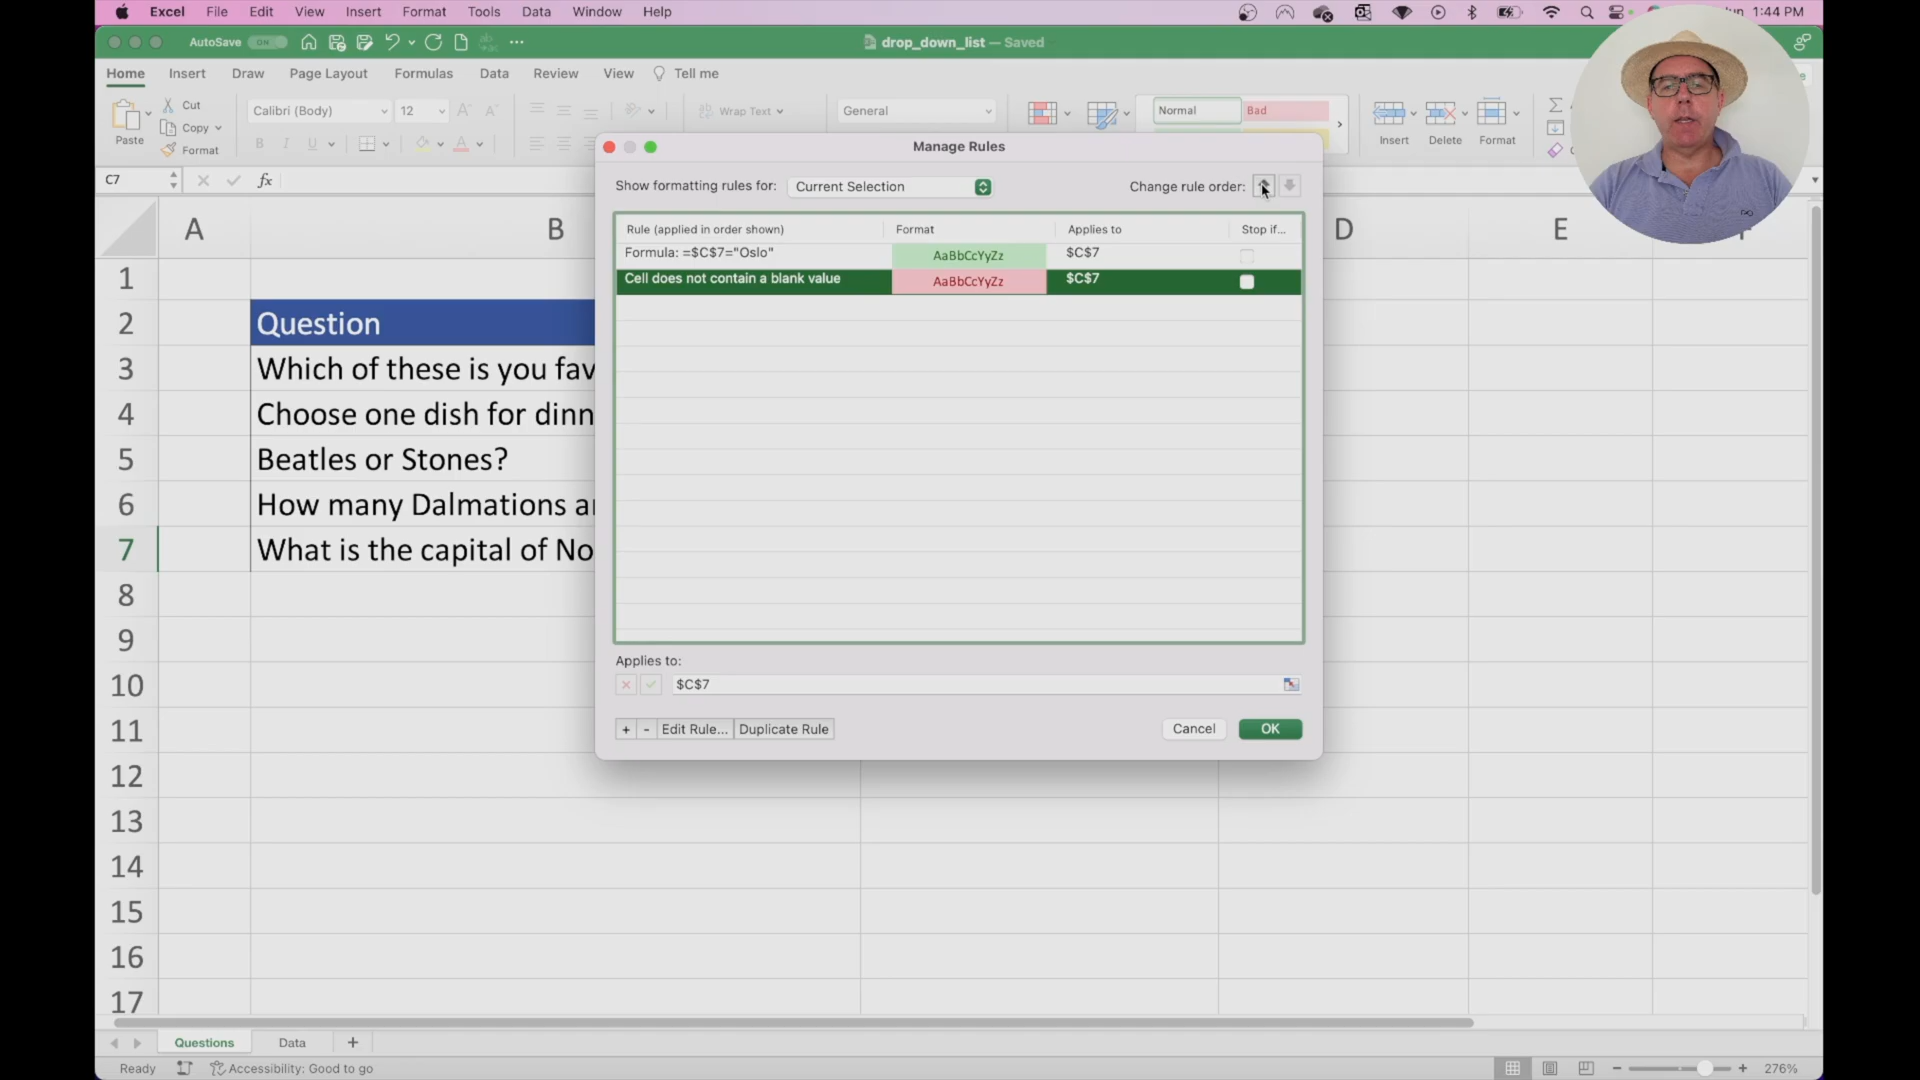 Excel File Edit View Insert Format Tools Data Window Help
1:44 PM
AutoSave ON
drop_down_list — Saved
Home Insert Draw Page Layout Formulas Data Review View Tell me
Paste
Cut
Copy
Format
Calibri (Body) 12
B I U
Wrap Text
General
Normal Bad
Insert Delete Format
C7
fx
A B D E
1
2 Question
3 Which of these is you fav
4 Choose one dish for dinn
5 Beatles or Stones?
6 How many Dalmations a
7 What is the capital of No
8
9
10
11
12
13
14
15
16
17
Manage Rules
Show formatting rules for: Current Selection
Change rule order:
Rule (applied in order shown) Format Applies to Stop if...
Formula: =$C$7="Oslo" AaBbCcYyZz $C$7
Cell does not contain a blank value AaBbCcYyZz $C$7
Applies to:
$C$7
+ - Edit Rule... Duplicate Rule
Cancel OK
Questions Data +
Ready Accessibility: Good to go
− + 276%